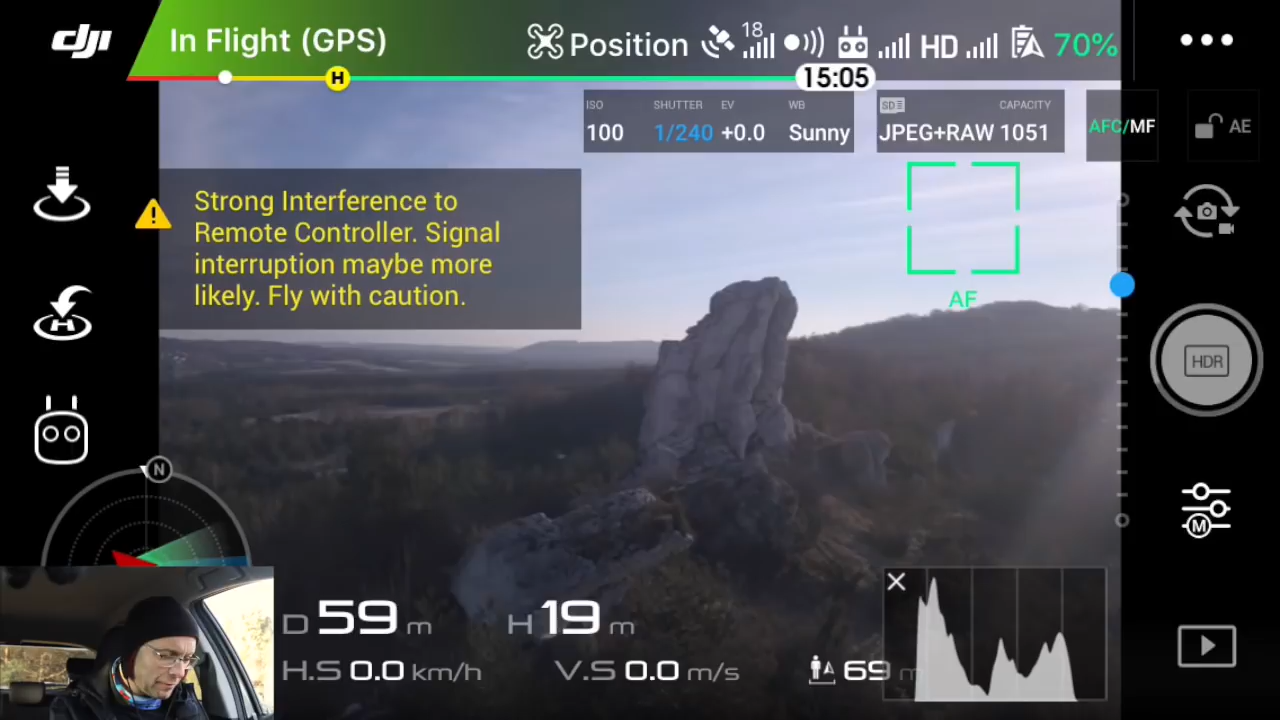 dji
In Flight (GPS)
Position
18
HD
70%
H
15:05
ISO
SHUTTER
EV
WB
100
1/240
+0.0
Sunny
SD
CAPACITY
JPEG+RAW 1051
AFC/MF
AE
Strong Interference to
Remote Controller. Signal
interruption maybe more
likely. Fly with caution.
AF
H
HDR
N
M
D 59 m
H 19 m
H.S 0.0 km/h
V.S 0.0 m/s
69 m